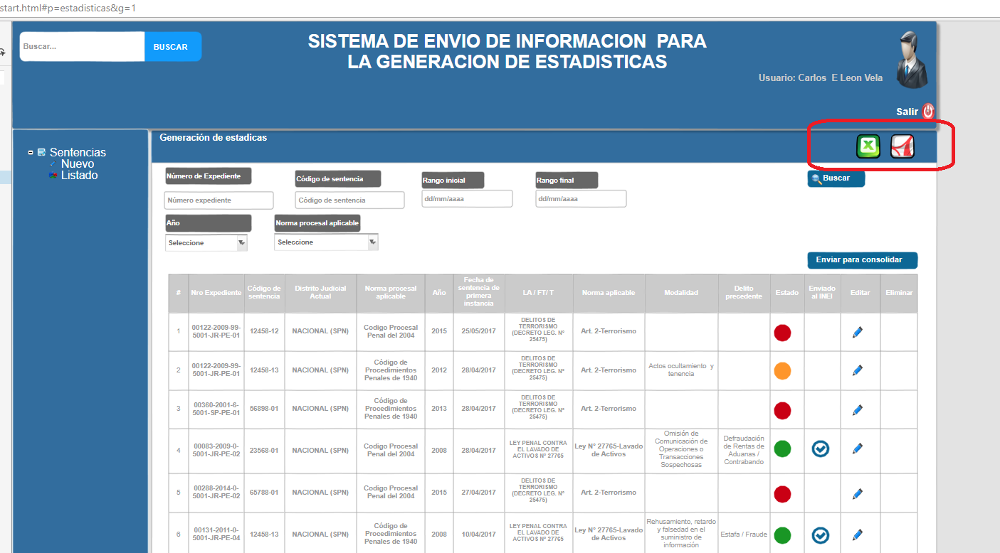 start.html#p=estadisticas&g=1
Buscar...
BUSCAR
SISTEMA DE ENVIO DE INFORMACION PARA
LA GENERACION DE ESTADISTICAS
Usuario: Carlos E Leon Vela
Salir
Sentencias
Nuevo
Listado
Generación de estadicas
Número de Expediente
Código de sentencia
Rango inicial
Rango final
Buscar
Número expediente
Código de sentencia
dd/mm/aaaa
dd/mm/aaaa
Año
Norma procesal aplicable
Seleccione
Seleccione
Enviar para consolidar
#
Nro Expediente
Código de
sentencia
Distrito Judicial
Actual
Norma procesal
aplicable
Año
Fecha de
sentencia de
primera
instancia
LA / FT/ T
Norma aplicable
Modalidad
Delito
precedente
Estado
Enviado
al INEI
Editar
Eliminar
1
00122-2009-99-
5001-JR-PE-01
12458-12
NACIONAL (SPN)
Codigo Procesal
Penal del 2004
2015
25/05/2017
DELITOS DE
TERRORISMO
(DECRETO LEG. Nº
25475)
Art. 2-Terrorismo
2
00122-2009-99-
5001-JR-PE-01
12458-13
NACIONAL (SPN)
Código de
Procedimientos
Penales de 1940
2012
28/04/2017
DELITOS DE
TERRORISMO
(DECRETO LEG. Nº
25475)
Art. 2-Terrorismo
Actos ocultamiento y
tenencia
3
00360-2001-6-
5001-SP-PE-01
56898-01
NACIONAL (SPN)
Código de
Procedimientos
Penales de 1940
2013
28/04/2017
DELITOS DE
TERRORISMO
(DECRETO LEG. Nº
25475)
Art. 2-Terrorismo
4
00083-2009-0-
5001-JR-PE-02
23568-01
NACIONAL (SPN)
Codigo Procesal
Penal del 2004
2008
28/04/2017
LEY PENAL CONTRA
EL LAVADO DE
ACTIVOS Nº 27765
Ley Nº 27765-Lavado
de Activos
Omisión de
Comunicación de
Operaciones o
Transacciones
Sospechosas
Defraudación
de Rentas de
Aduanas /
Contrabando
5
00288-2014-0-
5001-JR-PE-02
65788-01
NACIONAL (SPN)
Codigo Procesal
Penal del 2004
2015
27/04/2017
DELITOS DE
TERRORISMO
(DECRETO LEG. Nº
25475)
Art. 2-Terrorismo
6
00131-2011-0-
5001-JR-PE-04
12458-13
NACIONAL (SPN)
Código de
Procedimientos
Penales de 1940
2008
10/04/2017
LEY PENAL CONTRA
EL LAVADO DE
ACTIVOS Nº 27765
Ley Nº 27765-Lavado
de Activos
Rehusamiento, retardo
y falsedad en el
suministro de
información
Estafa / Fraude